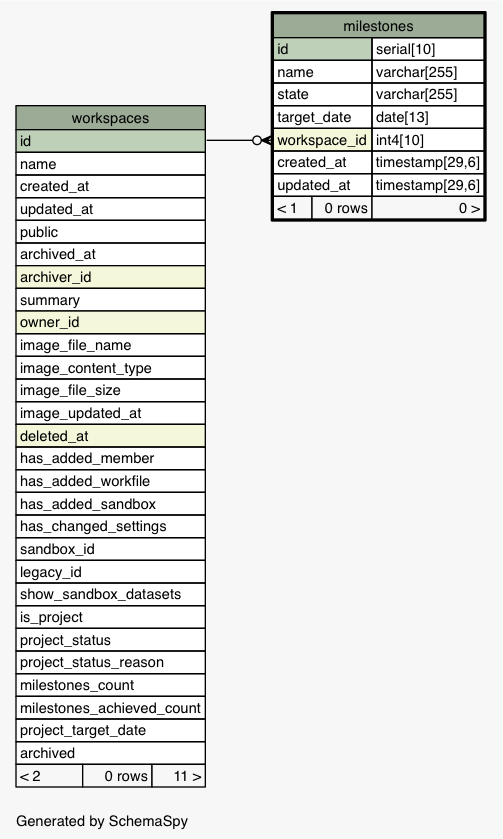 milestones
id serial[10]
name varchar[255]
state varchar[255]
target_date date[13]
workspace_id int4[10]
created_at timestamp[29,6]
updated_at timestamp[29,6]
< 1 0 rows 0 >
workspaces
id
name
created_at
updated_at
public
archived_at
archiver_id
summary
owner_id
image_file_name
image_content_type
image_file_size
image_updated_at
deleted_at
has_added_member
has_added_workfile
has_added_sandbox
has_changed_settings
sandbox_id
legacy_id
show_sandbox_datasets
is_project
project_status
project_status_reason
milestones_count
milestones_achieved_count
project_target_date
archived
< 2 0 rows 11 >
Generated by SchemaSpy